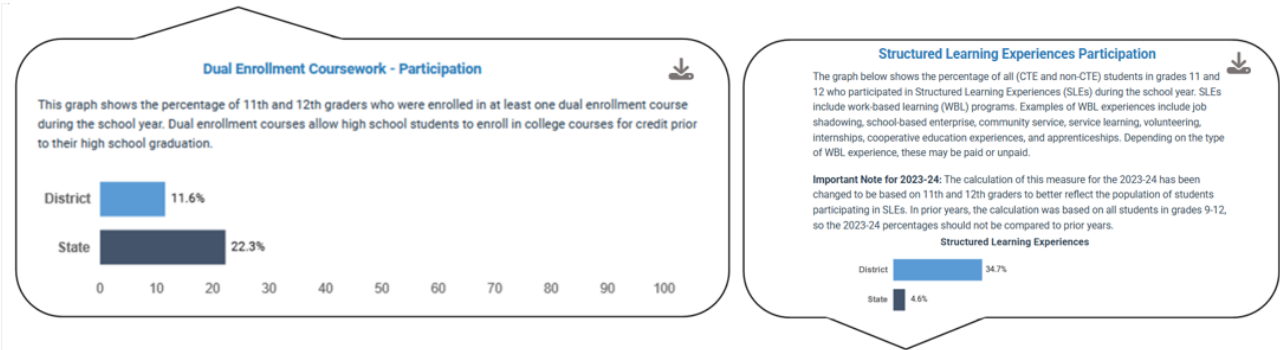 Dual Enrollment Coursework - Participation
This graph shows the percentage of 11th and 12th graders who were enrolled in at least one dual enrollment course
during the school year. Dual enrollment courses allow high school students to enroll in college courses for credit prior
to their high school graduation.
District 11.6%
State 22.3%
0 10 20 30 40 50 60 70 80 90 100
Structured Learning Experiences Participation
The graph below shows the percentage of all (CTE and non-CTE) students in grades 11 and
12 who participated in Structured Learning Experiences (SLEs) during the school year. SLEs
include work-based learning (WBL) programs. Examples of WBL experiences include job
shadowing, school-based enterprise, community service, service learning, volunteering,
internships, cooperative education experiences, and apprenticeships. Depending on the type
of WBL experience, these may be paid or unpaid.
Important Note for 2023-24: The calculation of this measure for the 2023-24 has been
changed to be based on 11th and 12th graders to better reflect the population of students
participating in SLEs. In prior years, the calculation was based on all students in grades 9-12,
so the 2023-24 percentages should not be compared to prior years.
Structured Learning Experiences
District 34.7%
State 4.6%